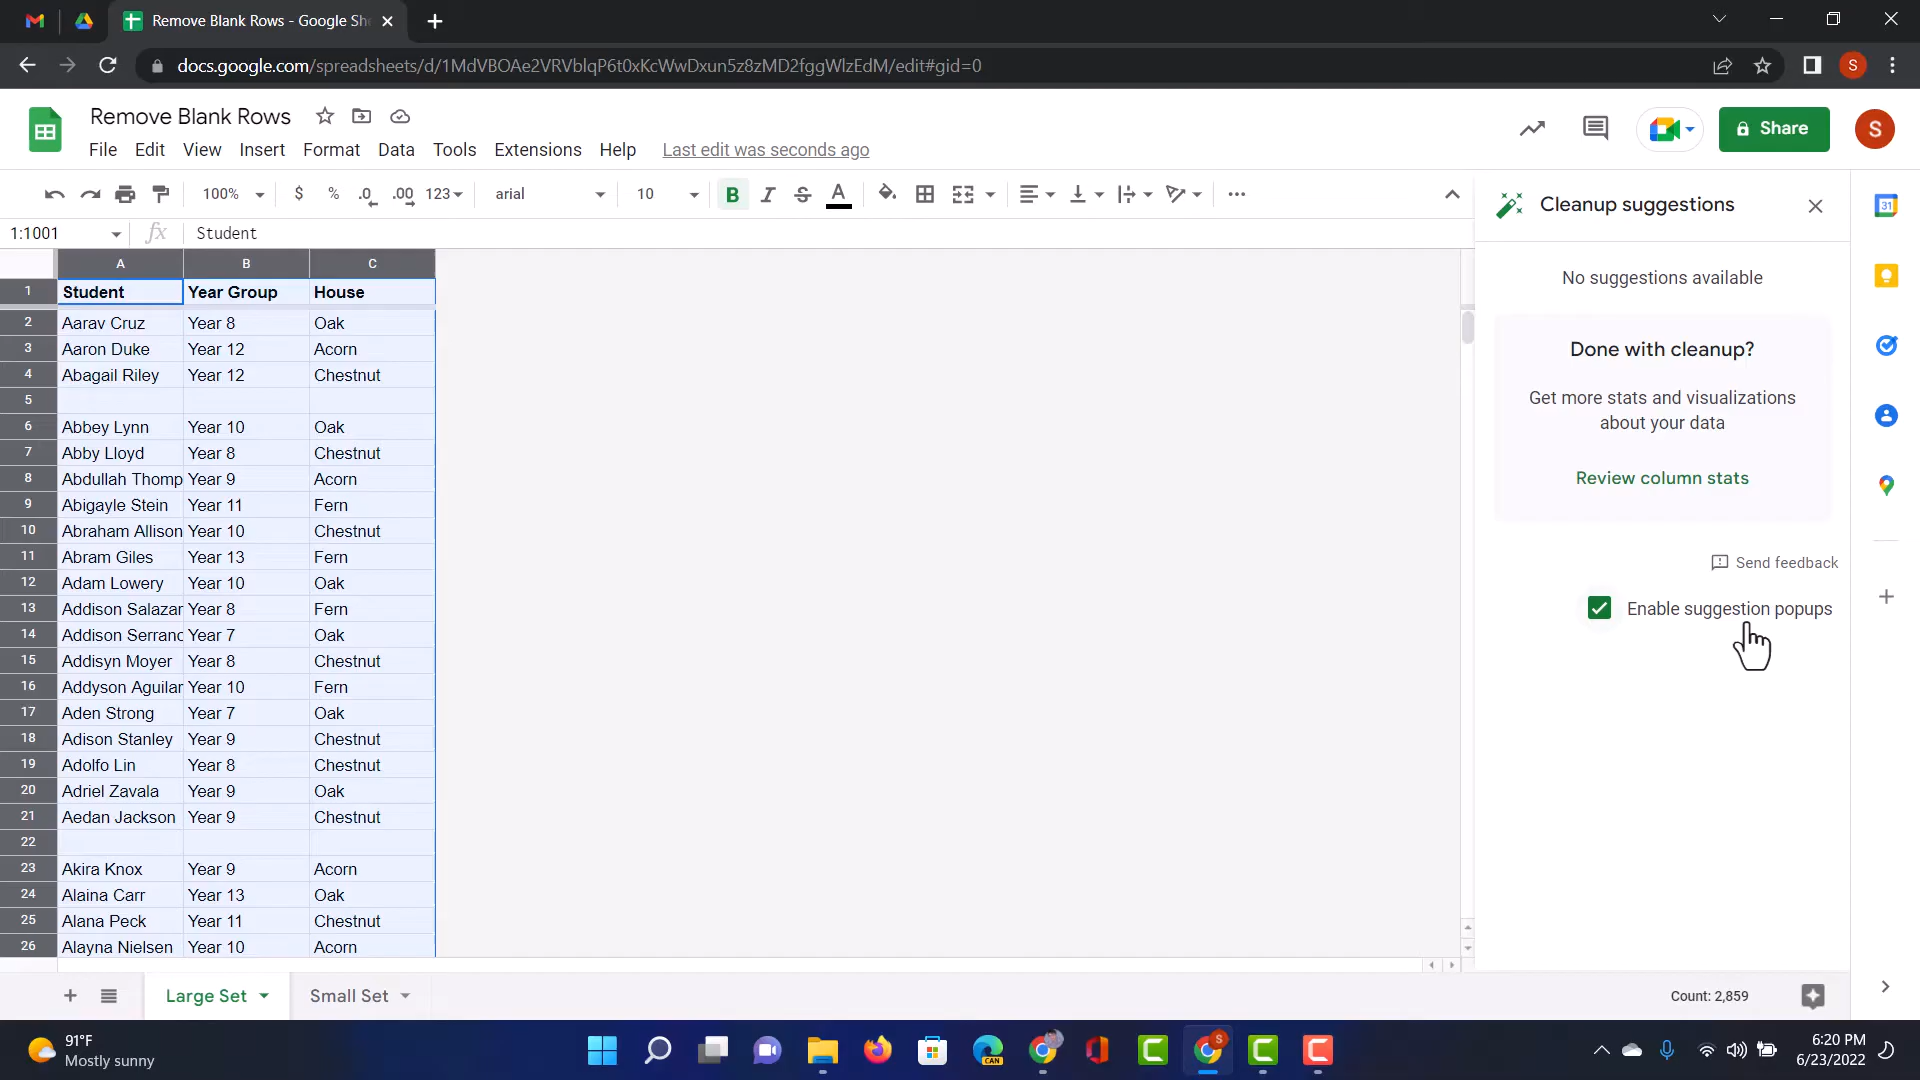 Remove Blank Rows - Google Sh
docs.google.com/spreadsheets/d/1MdVBOAe2VRVblqP6t0xKcWwDxun5z8zMD2fggWlzEdM/edit#gid=0
S
Remove Blank Rows
File Edit View Insert Format Data Tools Extensions Help Last edit was seconds ago
Share
S
100% $ % .0 .00 123 arial 10 B I S A
1:1001 fx Student
A B C
1 Student Year Group House
2 Aarav Cruz Year 8 Oak
3 Aaron Duke Year 12 Acorn
4 Abagail Riley Year 12 Chestnut
5
6 Abbey Lynn Year 10 Oak
7 Abby Lloyd Year 8 Chestnut
8 Abdullah Thomp Year 9 Acorn
9 Abigayle Stein Year 11 Fern
10 Abraham Allison Year 10 Chestnut
11 Abram Giles Year 13 Fern
12 Adam Lowery Year 10 Oak
13 Addison Salazar Year 8 Fern
14 Addison Serrano Year 7 Oak
15 Addisyn Moyer Year 8 Chestnut
16 Addyson Aguilar Year 10 Fern
17 Aden Strong Year 7 Oak
18 Adison Stanley Year 9 Chestnut
19 Adolfo Lin Year 8 Chestnut
20 Adriel Zavala Year 9 Oak
21 Aedan Jackson Year 9 Chestnut
22
23 Akira Knox Year 9 Acorn
24 Alaina Carr Year 13 Oak
25 Alana Peck Year 11 Chestnut
26 Alayna Nielsen Year 10 Acorn
Cleanup suggestions
No suggestions available
Done with cleanup?
Get more stats and visualizations
about your data
Review column stats
Send feedback
Enable suggestion popups
31
Large Set Small Set
Count: 2,859
91°F
Mostly sunny
CAN
S
6:20 PM
6/23/2022